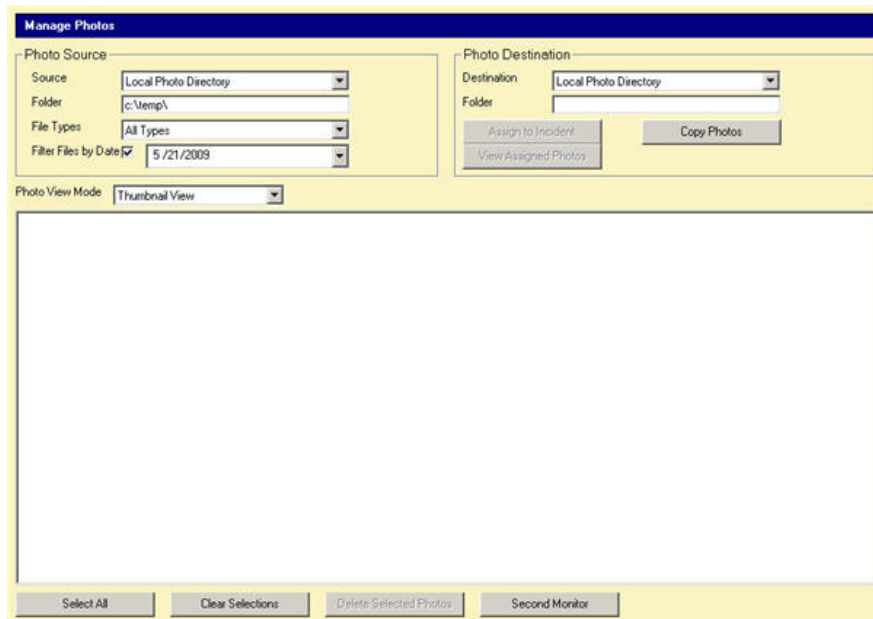 Manage Photos
Photo Source
Source Local Photo Directory
Folder c:\temp\
File Types All Types
Filter Files by Date 5 /21/2009
Photo Destination
Destination Local Photo Directory
Folder
Assign to Incident Copy Photos
View Assigned Photos
Photo View Mode Thumbnail View
Select All Clear Selections Delete Selected Photos Second Monitor